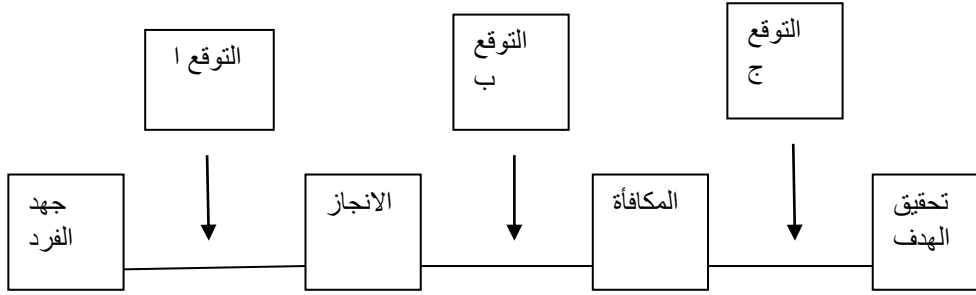 التوقع ا
التوقع
ب
التوقع
ج
جهد
الفرد
الانجاز
المكافأة
تحقيق
الهدف